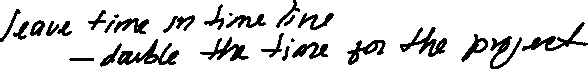 leave time in time line
- double the time for the project